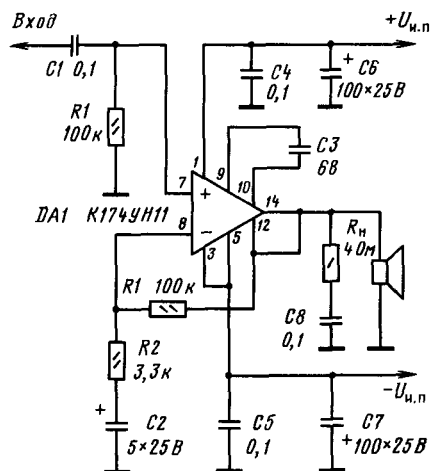 Вход
+Uи.п
C1 0,1
C4
0,1
+ C6
100×25В
R1
100к
C3
68
1
9
10
7
+
14
12
DA1 К174УН11
8
−
3
5
Rн
4Ом
R1 100к
C8
0,1
R2
3,3к
−Uи.п
+
C2
5×25В
C5
0,1
C7
+100×25В